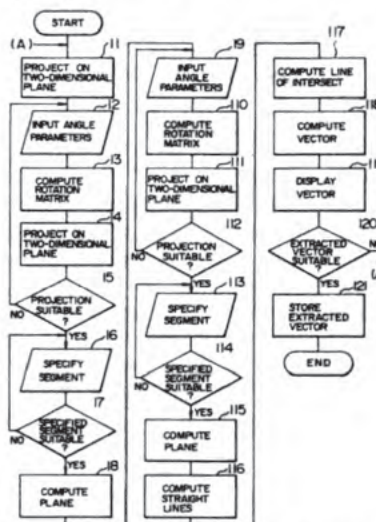 START
(A)
11
PROJECT ON
TWO-DIMENSIONAL
PLANE
12
INPUT ANGLE
PARAMETERS
13
COMPUTE
ROTATION
MATRIX
4
PROJECT ON
TWO-DIMENSIONAL
PLANE
15
PROJECTION
SUITABLE
?
NO
YES
16
SPECIFY
SEGMENT
17
SPECIFIED
SEGMENT
SUITABLE
?
NO
YES
18
COMPUTE
PLANE
19
INPUT
ANGLE
PARAMETERS
110
COMPUTE
ROTATION
MATRIX
111
PROJECT ON
TWO-DIMENSIONAL
PLANE
112
PROJECTION
SUITABLE
?
NO
YES
113
SPECIFY
SEGMENT
114
SPECIFIED
SEGMENT
SUITABLE
?
NO
YES
115
COMPUTE
PLANE
116
COMPUTE
STRAIGHT
LINES
117
COMPUTE LINE
OF INTERSECT
118
COMPUTE
VECTOR
11
DISPLAY
VECTOR
120
EXTRACTED
VECTOR
SUITABLE
?
NO
YES
121
STORE
EXTRACTED
VECTOR
END